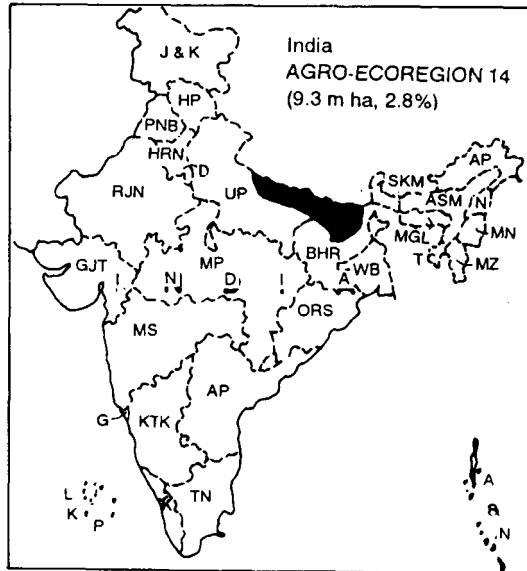 India
AGRO-ECOREGION 14
(9.3 m ha, 2.8%)
J & K
HP
PNB
HRN
TD
RJN
UP
SKM
AP
ASM
N
MGL
MN
T
MZ
GJT
MP
BHR
WB
I N D I A
ORS
MS
AP
G
KTK
TN
K
L
K
P
A
&
N